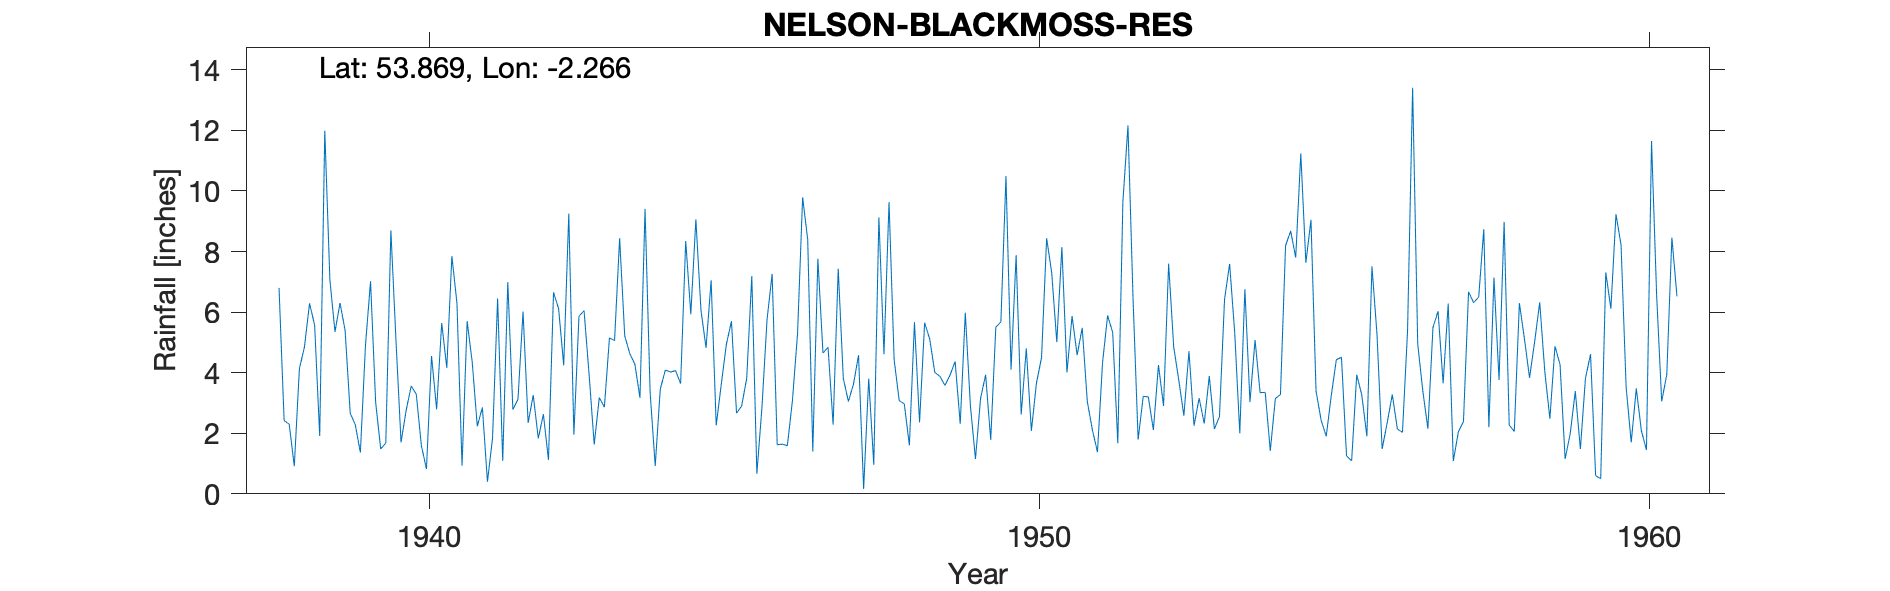 NELSON-BLACKMOSS-RES
Lat: 53.869, Lon: -2.266
14
12
10
8
6
4
2
0
Rainfall [inches]
1940 1950 1960
Year